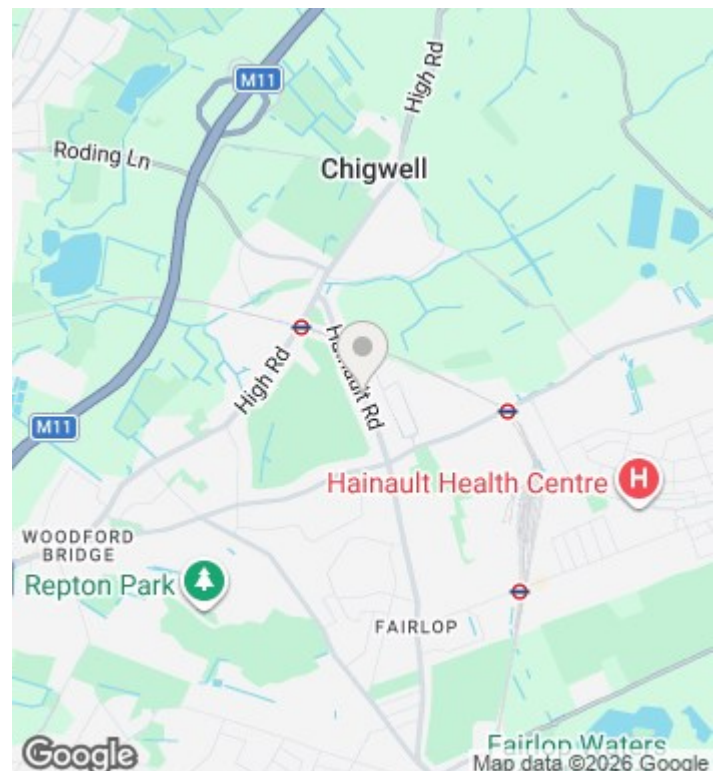 M11
High Rd
Roding Ln
Chigwell
Hainault Rd
High Rd
M11
Hainault Health Centre
H
WOODFORD
BRIDGE
Repton Park
FAIRLOP
Fairlop Waters
Google
Map data ©2026 Google